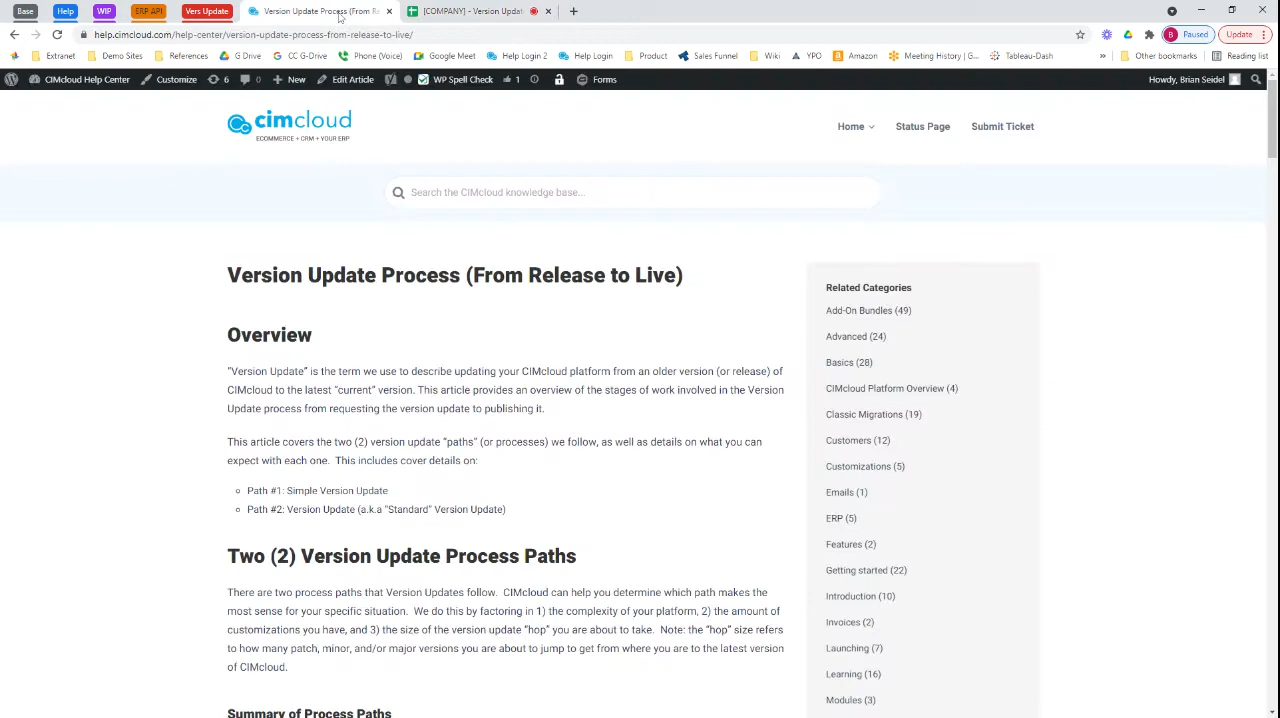 Base
Help
WIP
ERP API
Vers Update
Version Update Process (From R
[COMPANY] - Version Updat
help.cimcloud.com/help-center/version-update-process-from-release-to-live/
B
Paused
Update
Extranet
Demo Sites
References
G Drive
CC G-Drive
Phone (Voice)
Google Meet
Help Login 2
Help Login
Product
Sales Funnel
Wiki
YPO
Amazon
Meeting History | G...
Tableau-Dash
»
Other bookmarks
Reading list
CIMcloud Help Center
Customize
6
0
New
Edit Article
WP Spell Check
1
Forms
Howdy, Brian Seidel
cimcloud
ECOMMERCE + CRM + YOUR ERP
Home
Status Page
Submit Ticket
Search the CIMcloud knowledge base...
Version Update Process (From Release to Live)
Overview
“Version Update” is the term we use to describe updating your CIMcloud platform from an older version (or release) of
CIMcloud to the latest “current” version. This article provides an overview of the stages of work involved in the Version
Update process from requesting the version update to publishing it.
This article covers the two (2) version update “paths” (or processes) we follow, as well as details on what you can
expect with each one.  This includes cover details on:
Path #1: Simple Version Update
Path #2: Version Update (a.k.a “Standard” Version Update)
Two (2) Version Update Process Paths
There are two process paths that Version Updates follow.  CIMcloud can help you determine which path makes the
most sense for your specific situation.  We do this by factoring in 1) the complexity of your platform, 2) the amount of
customizations you have, and 3) the size of the version update “hop” you are about to take.  Note: the “hop” size refers
to how many patch, minor, and/or major versions you are about to jump to get from where you are to the latest version
of CIMcloud.
Summary of Process Paths
Related Categories
Add-On Bundles (49)
Advanced (24)
Basics (28)
CIMcloud Platform Overview (4)
Classic Migrations (19)
Customers (12)
Customizations (5)
Emails (1)
ERP (5)
Features (2)
Getting started (22)
Introduction (10)
Invoices (2)
Launching (7)
Learning (16)
Modules (3)